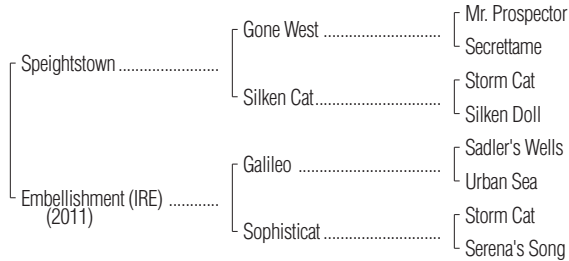 Speightstown ........................
Gone West ............................
Mr. Prospector
Secrettame
Silken Cat..............................
Storm Cat
Silken Doll
Embellishment (IRE) ............
(2011)
Galileo ..................................
Sadler's Wells
Urban Sea
Sophisticat............................
Storm Cat
Serena's Song